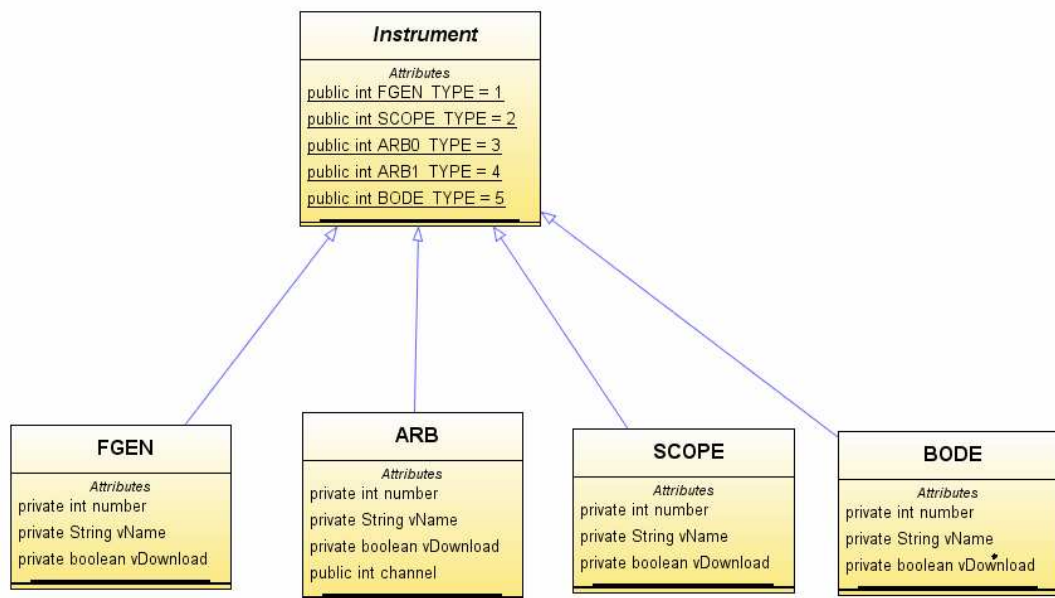 Instrument
Attributes
public int FGEN_TYPE = 1
public int SCOPE_TYPE = 2
public int ARB0_TYPE = 3
public int ARB1_TYPE = 4
public int BODE_TYPE = 5
FGEN
Attributes
private int number
private String vName
private boolean vDownload
ARB
Attributes
private int number
private String vName
private boolean vDownload
public int channel
SCOPE
Attributes
private int number
private String vName
private boolean vDownload
BODE
Attributes
private int number
private String vName
private boolean vDownload